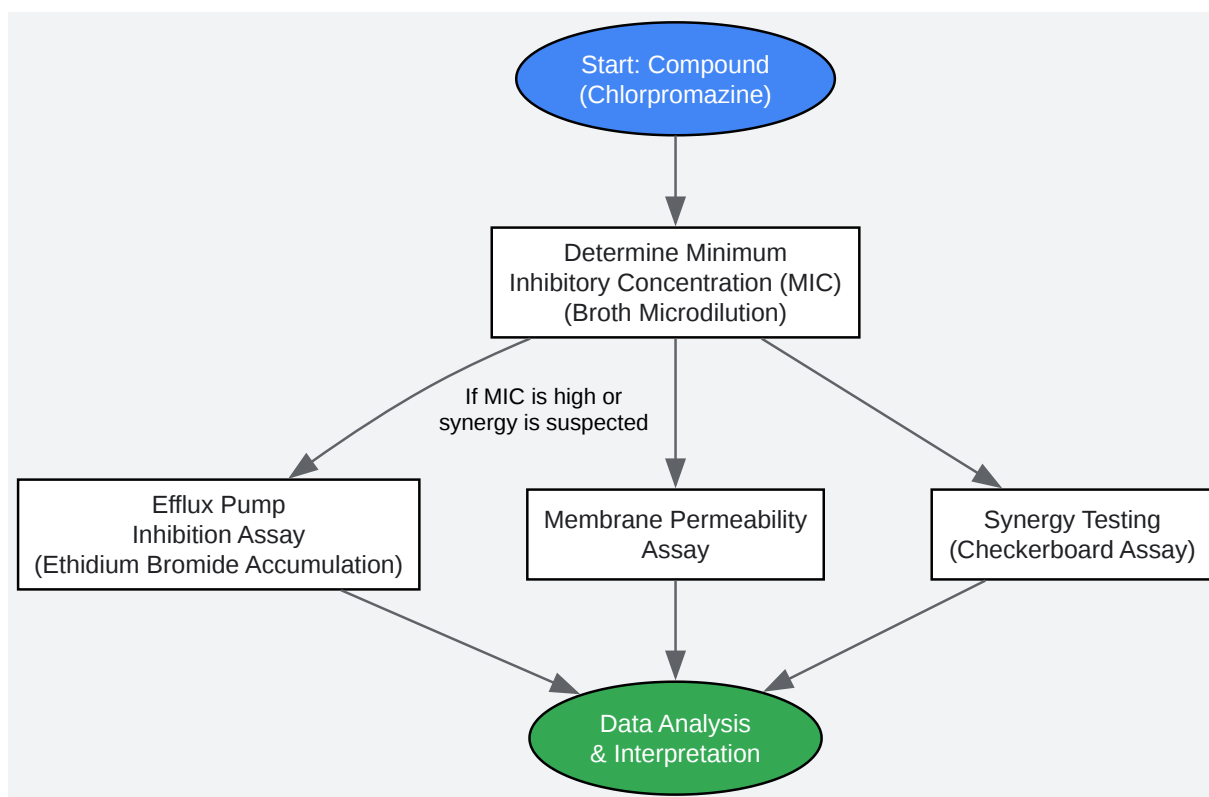 Start: Compound
(Chlorpromazine)
Determine Minimum
Inhibitory Concentration (MIC)
(Broth Microdilution)
If MIC is high or
synergy is suspected
Efflux Pump
Inhibition Assay
(Ethidium Bromide Accumulation)
Membrane Permeability
Assay
Synergy Testing
(Checkerboard Assay)
Data Analysis
& Interpretation